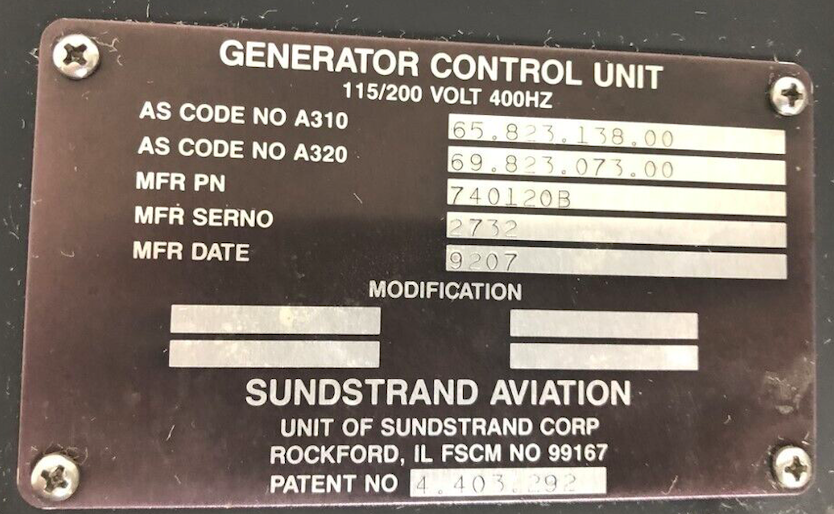 GENERATOR CONTROL UNIT
115/200 VOLT 400HZ
AS CODE NO A310 65.823.138.00
AS CODE NO A320 69.823.073.00
MFR PN 740120B
MFR SERNO 2732
MFR DATE 9207
MODIFICATION
SUNDSTRAND AVIATION
UNIT OF SUNDSTRAND CORP
ROCKFORD, IL FSCM NO 99167
PATENT NO 4.403.292